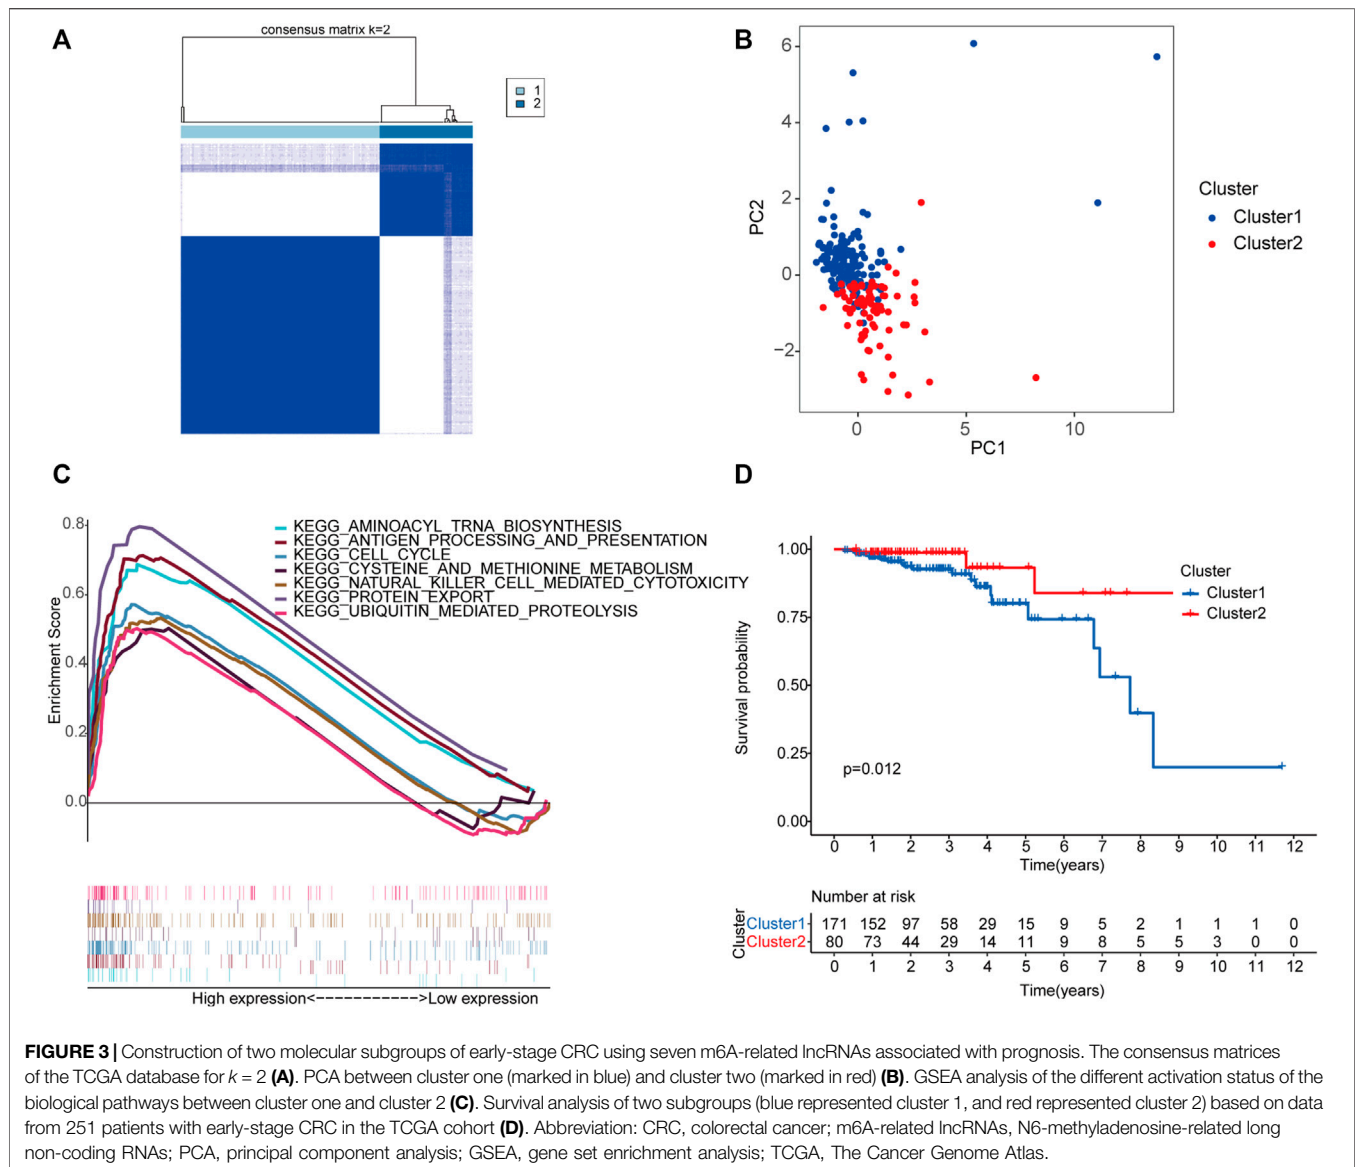 A
consensus matrix k=2
1
2
B
6
4
2
0
−2
PC2
0
5
10
PC1
Cluster
Cluster1
Cluster2
C
0.8
0.6
0.4
0.2
0.0
Enrichment Score
KEGG_AMINOACYL_TRNA_BIOSYNTHESIS
KEGG_ANTIGEN_PROCESSING_AND_PRESENTATION
KEGG_CELL_CYCLE
KEGG_CYSTEINE_AND_METHIONINE_METABOLISM
KEGG_NATURAL_KILLER_CELL_MEDIATED_CYTOTOXICITY
KEGG_PROTEIN_EXPORT
KEGG_UBIQUITIN_MEDIATED_PROTEOLYSIS
High expression<----------->Low expression
D
1.00
0.75
0.50
0.25
0.00
Survival probability
p=0.012
Cluster
Cluster1
Cluster2
0 1 2 3 4 5 6 7 8 9 10 11 12
Time(years)
Number at risk
Cluster
Cluster1 171 152 97 58 29 15 9 5 2 1 1 1 0
Cluster2 80 73 44 29 14 11 9 8 5 5 3 0 0
0 1 2 3 4 5 6 7 8 9 10 11 12
Time(years)
FIGURE 3 | Construction of two molecular subgroups of early-stage CRC using seven m6A-related lncRNAs associated with prognosis. The consensus matrices
of the TCGA database for k = 2 (A). PCA between cluster one (marked in blue) and cluster two (marked in red) (B). GSEA analysis of the different activation status of the
biological pathways between cluster one and cluster 2 (C). Survival analysis of two subgroups (blue represented cluster 1, and red represented cluster 2) based on data
from 251 patients with early-stage CRC in the TCGA cohort (D). Abbreviation: CRC, colorectal cancer; m6A-related lncRNAs, N6-methyladenosine-related long
non-coding RNAs; PCA, principal component analysis; GSEA, gene set enrichment analysis; TCGA, The Cancer Genome Atlas.